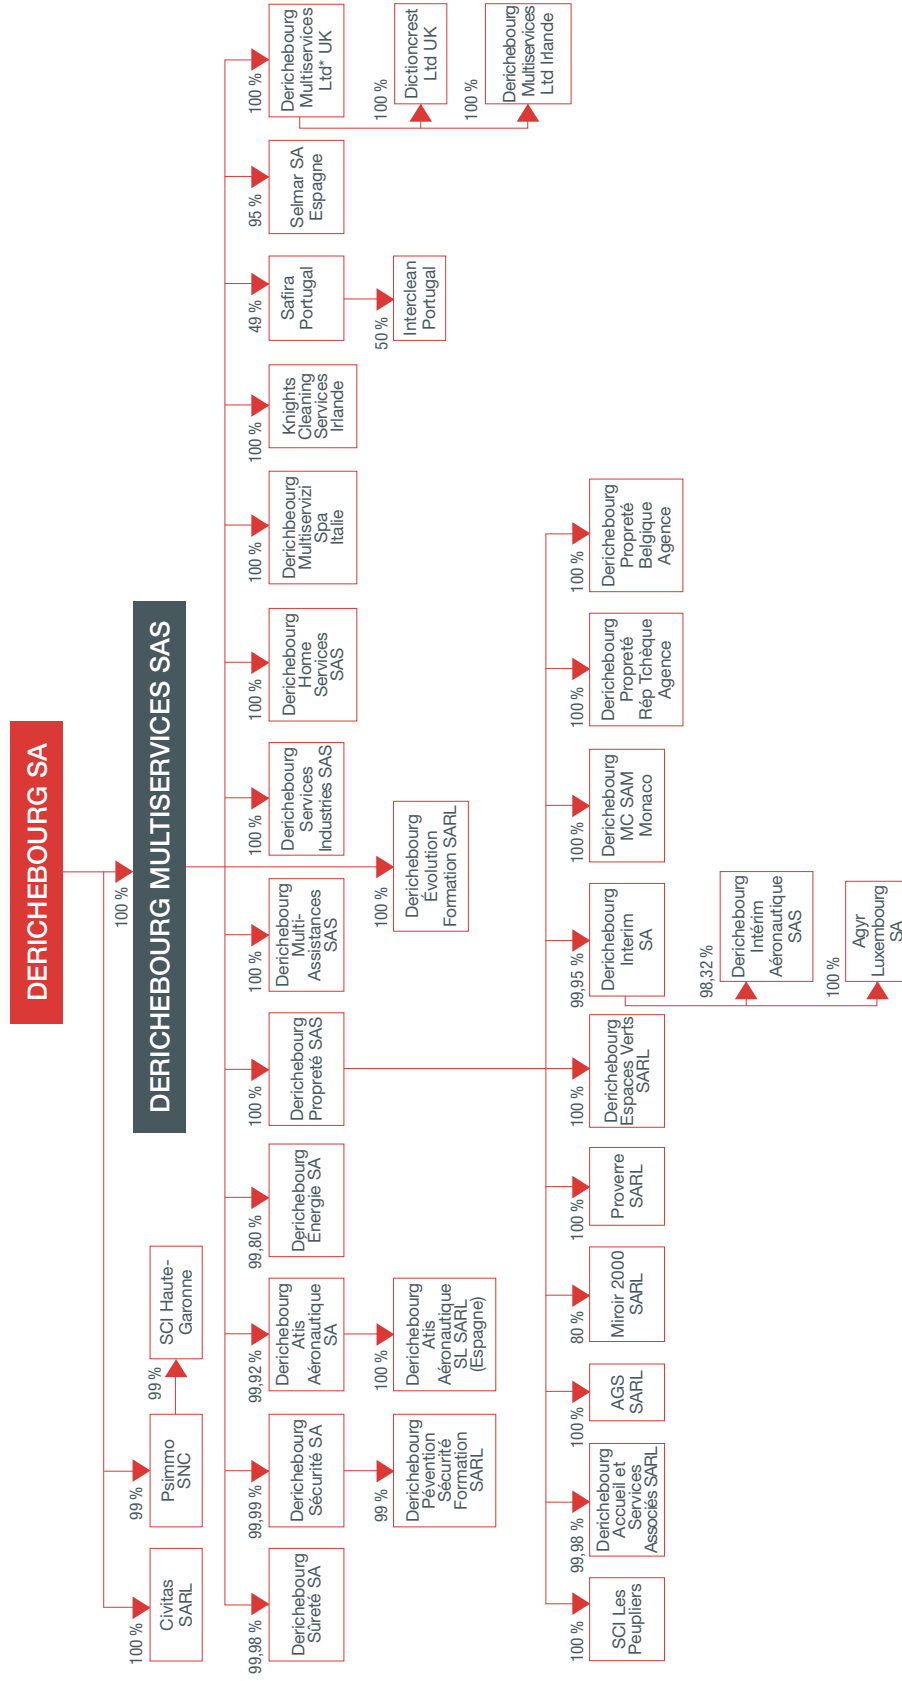 DERICHEBOURG SA
100 %
Civitas
SARL
99 %
Psimmo
SNC
99 %
SCI Haute-
Garonne
100 %
DERICHEBOURG MULTISERVICES SAS
99,98 %
Derichebourg
Sûreté SA
99,99 %
Derichebourg
Sécurité SA
99 %
Derichebourg
Pévention
Sécurité
Formation
SARL
99,92 %
Derichebourg
Atis
Aéronautique
SA
100 %
Derichebourg
Atis
Aéronautique
SL SARL
(Espagne)
99,80 %
Derichebourg
Énergie SA
100 %
Derichebourg
Propreté SAS
100 %
Derichebourg
Multi-
Assistances
SAS
100 %
Derichebourg
Évolution
Formation SARL
100 %
Derichebourg
Services
Industries SAS
100 %
Derichebourg
Home
Services
SAS
100 %
Derichbeourg
Multiservizi
Spa
Italie
100 %
Knights
Cleaning
Services
Irlande
49 %
Safira
Portugal
50 %
Interclean
Portugal
95 %
Selmar SA
Espagne
100 %
Derichebourg
Multiservices
Ltd* UK
100 %
Dictioncrest
Ltd UK
100 %
Derichebourg
Multiservices
Ltd Irlande
100 %
SCI Les
Peupliers
99,98 %
Derichebourg
Accueil et
Services
Associés SARL
100 %
AGS
SARL
80 %
Miroir 2000
SARL
100 %
Proverre
SARL
100 %
Derichebourg
Espaces Verts
SARL
99,95 %
Derichebourg
Interim
SA
98,32 %
Derichebourg
Intérim
Aéronautique
SAS
100 %
Agyr
Luxembourg
SA
100 %
Derichebourg
MC SAM
Monaco
100 %
Derichebourg
Propreté
Rép Tchèque
Agence
100 %
Derichebourg
Propreté
Belgique
Agence